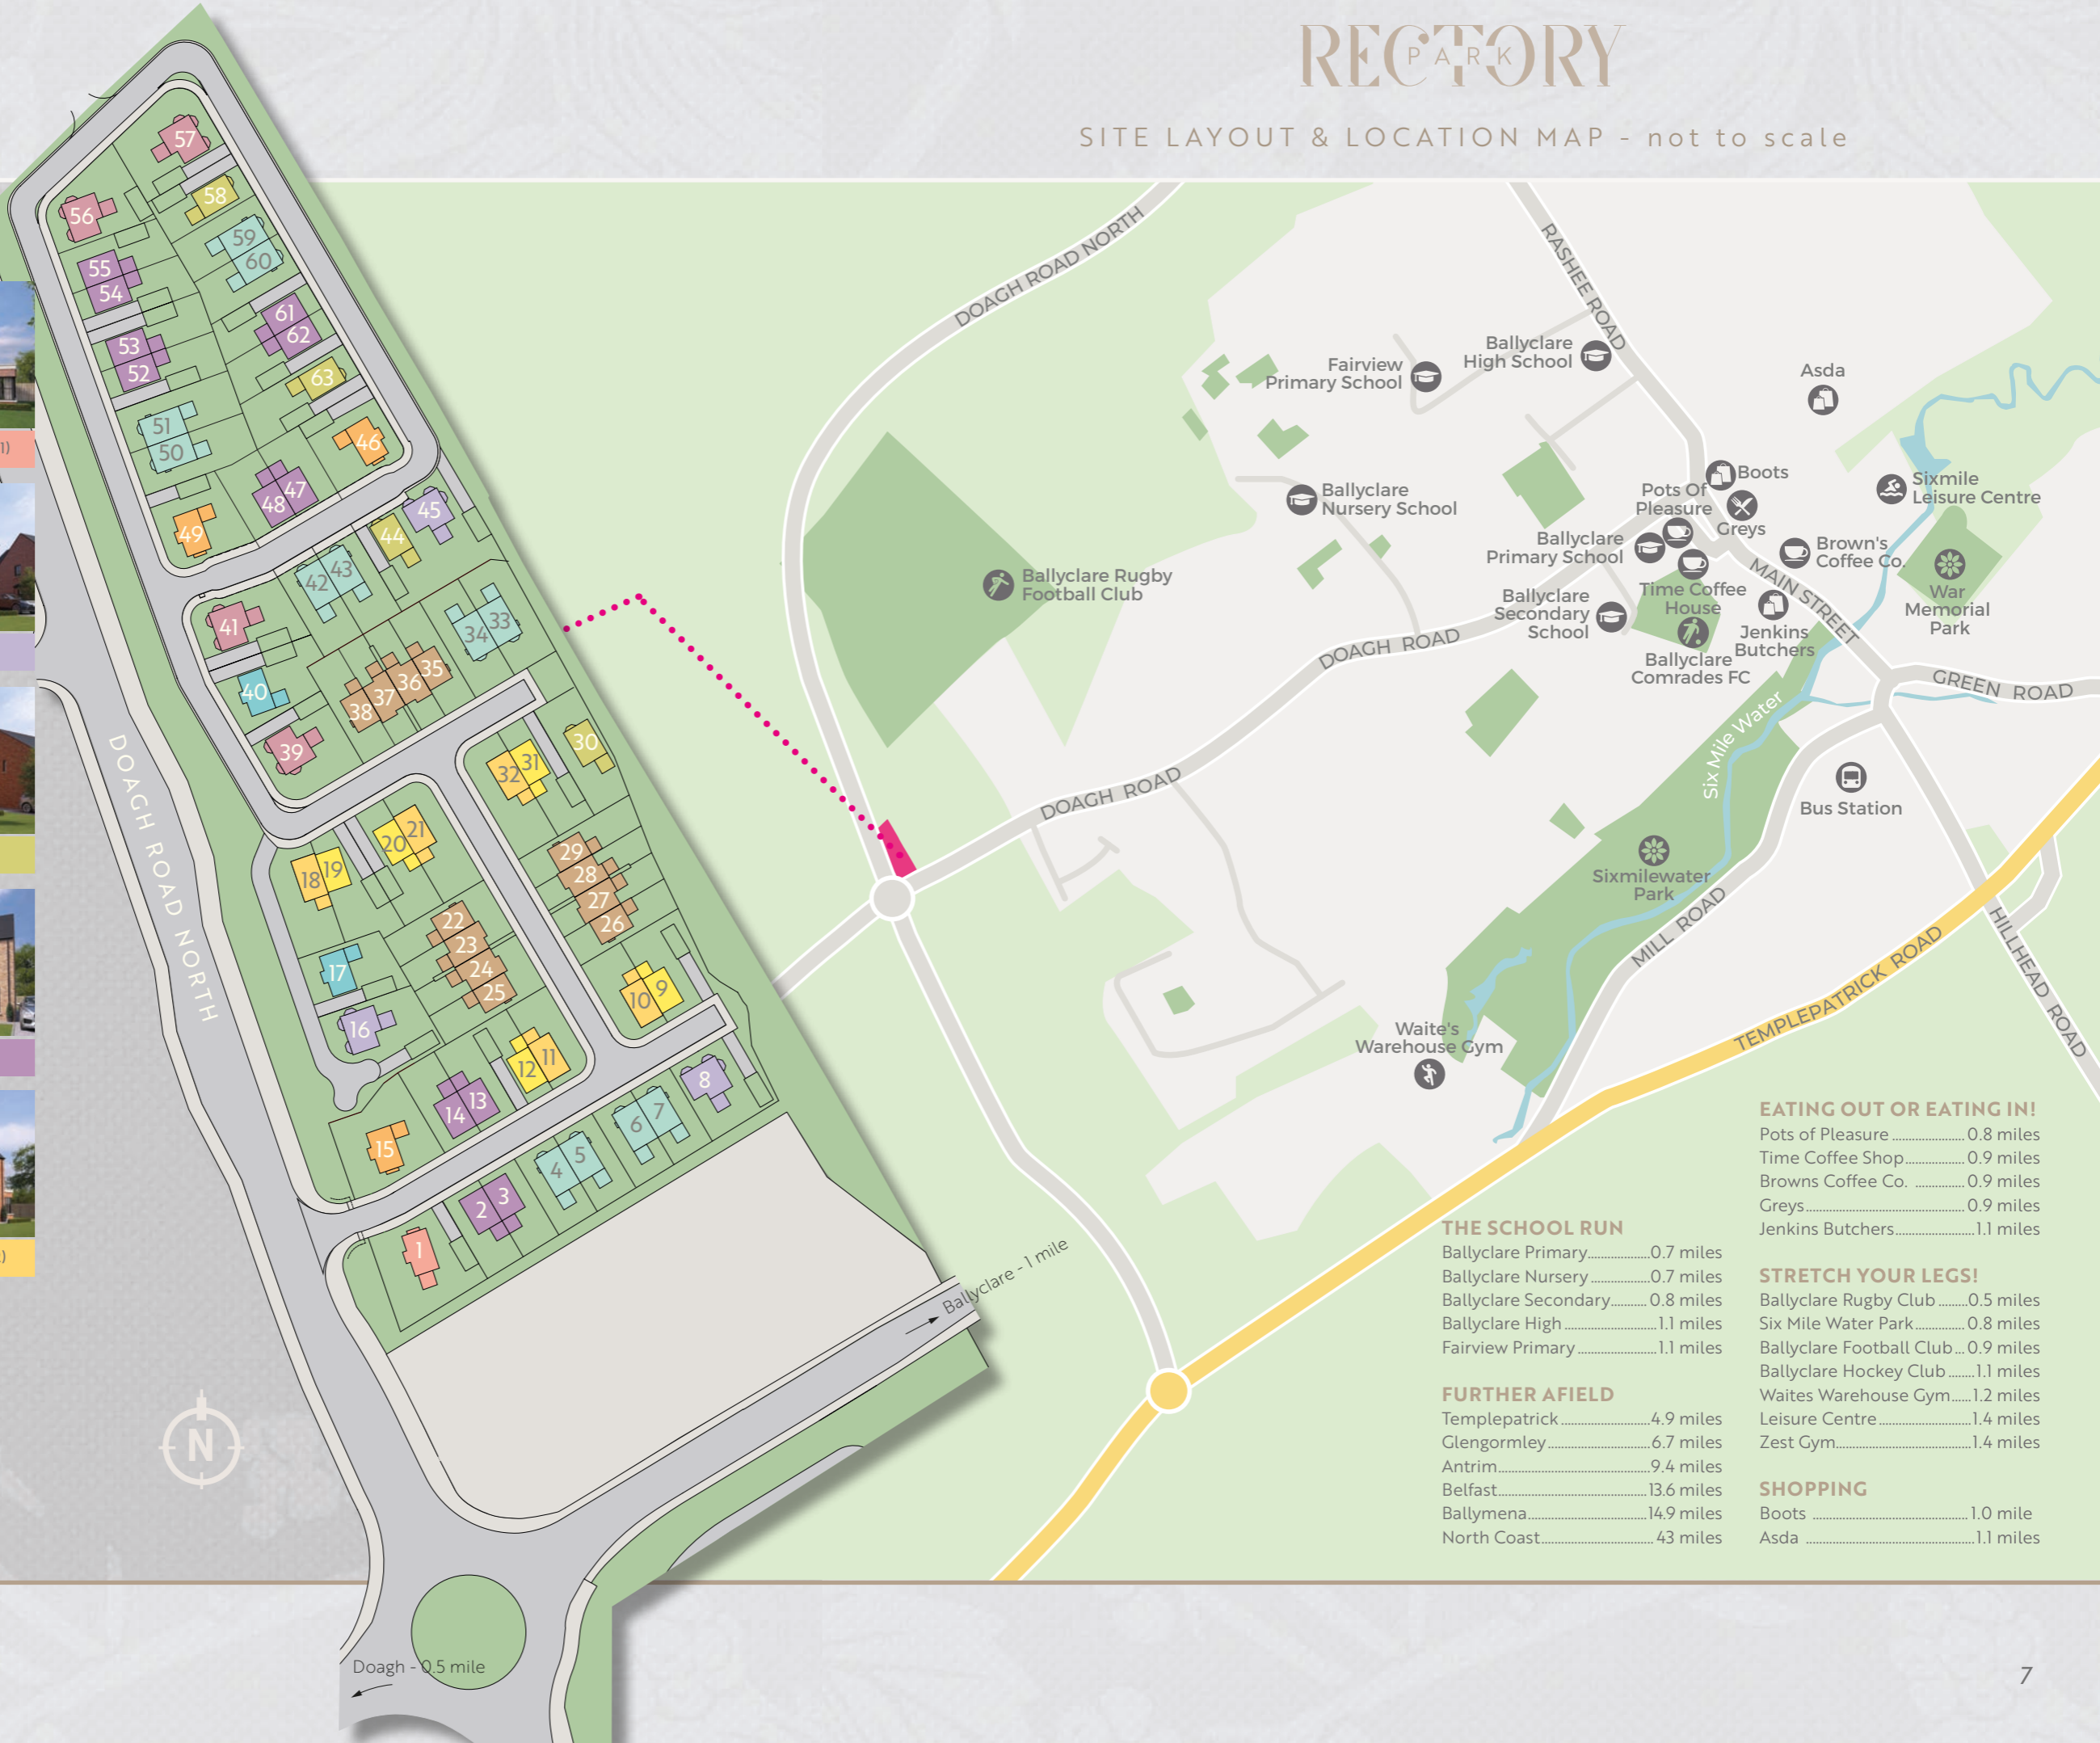 RECTORY
PARK
SITE LAYOUT & LOCATION MAP - not to scale
57
58
56
59
60
55
54
61
62
53
52
63
51
50
46
47
48
49
45
44
43
42
41
33
34
35
36
37
38
40
39
30
31
32
21
20
19
18
29
28
27
26
22
23
24
25
17
16
9
10
11
12
13
14
15
8
7
6
5
4
3
2
1
1)
)
DOAGH ROAD NORTH
N
Ballyclare - 1 mile
Doagh - 0.5 mile
DOAGH ROAD NORTH
RASHEE ROAD
Ballyclare
High School
Fairview
Primary School
Asda
Ballyclare
Nursery School
Boots
Pots Of
Pleasure
Greys
Sixmile
Leisure Centre
Ballyclare
Primary School
Brown's
Coffee Co.
Ballyclare Rugby
Football Club
MAIN STREET
Time Coffee
House
War
Memorial
Park
Ballyclare
Secondary
School
Jenkins
Butchers
DOAGH ROAD
Ballyclare
Comrades FC
GREEN ROAD
Six Mile Water
DOAGH ROAD
Bus Station
Sixmilewater
Park
MILL ROAD
HILLHEAD ROAD
TEMPLEPATRICK ROAD
Waite's
Warehouse Gym
THE SCHOOL RUN
Ballyclare Primary 0.7 miles
Ballyclare Nursery 0.7 miles
Ballyclare Secondary 0.8 miles
Ballyclare High 1.1 miles
Fairview Primary 1.1 miles
FURTHER AFIELD
Templepatrick 4.9 miles
Glengormley 6.7 miles
Antrim 9.4 miles
Belfast 13.6 miles
Ballymena 14.9 miles
North Coast 43 miles
EATING OUT OR EATING IN!
Pots of Pleasure 0.8 miles
Time Coffee Shop 0.9 miles
Browns Coffee Co. 0.9 miles
Greys 0.9 miles
Jenkins Butchers 1.1 miles
STRETCH YOUR LEGS!
Ballyclare Rugby Club 0.5 miles
Six Mile Water Park 0.8 miles
Ballyclare Football Club 0.9 miles
Ballyclare Hockey Club 1.1 miles
Waites Warehouse Gym 1.2 miles
Leisure Centre 1.4 miles
Zest Gym 1.4 miles
SHOPPING
Boots 1.0 mile
Asda 1.1 miles
7